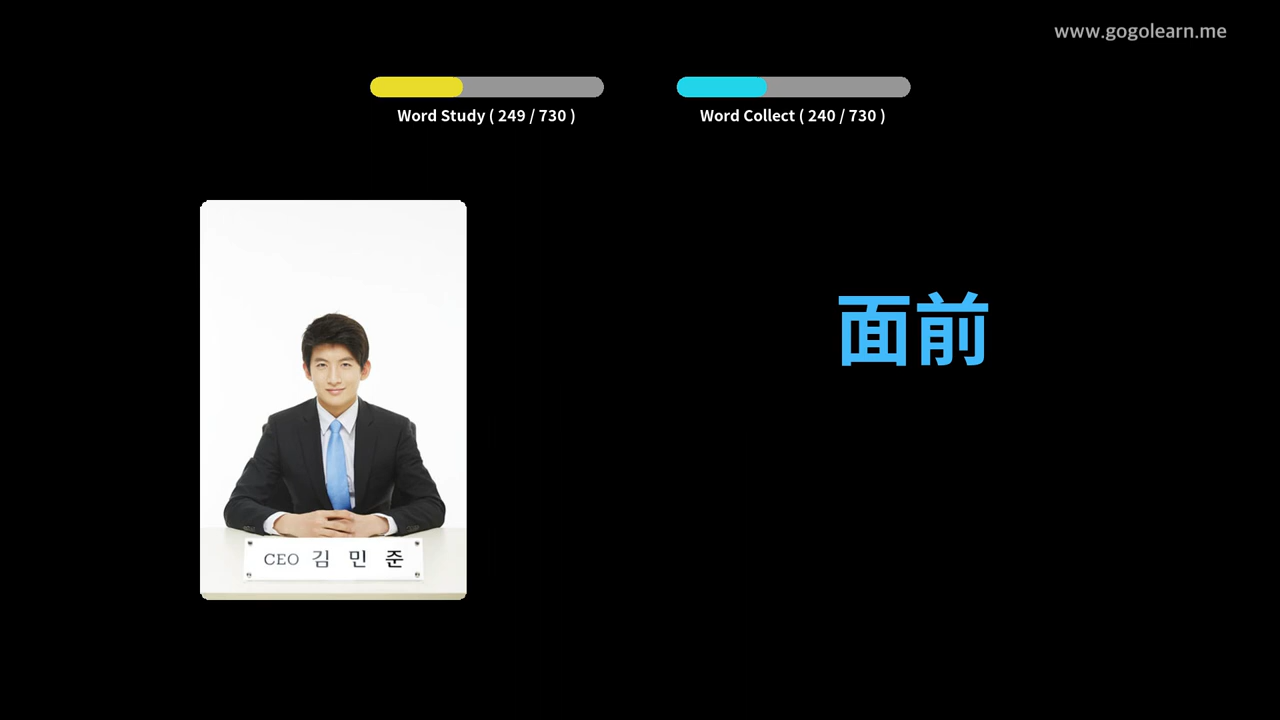 www.gogolearn.me
Word Study ( 249 / 730 )
Word Collect ( 240 / 730 )
面前
CEO 김 민 준